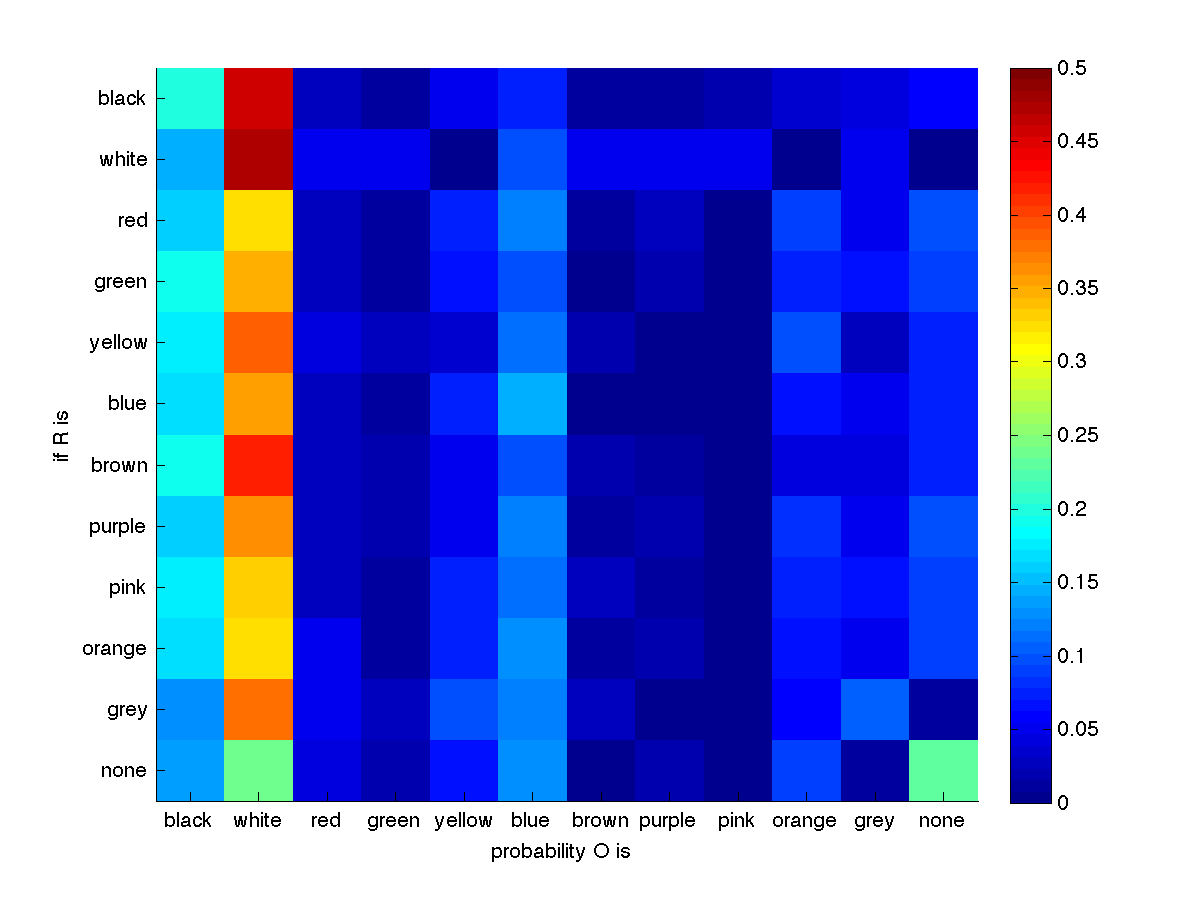 black
white
red
green
yellow
blue
brown
purple
pink
orange
grey
none
if R is
black white red green yellow blue brown purple pink orange grey none
probability O is
0.5
0.45
0.4
0.35
0.3
0.25
0.2
0.15
0.1
0.05
0